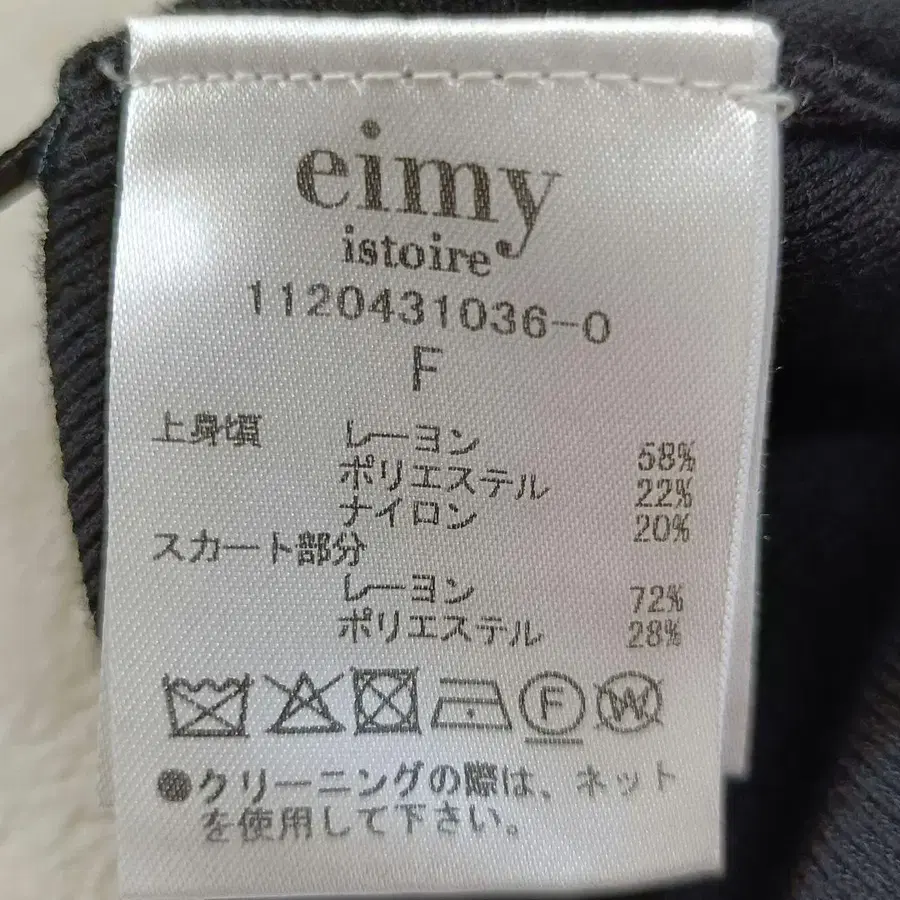 eimy
istoire
1120431036-0
F
上身頃 レーヨン 58%
ポリエステル 22%
ナイロン 20%
スカート部分
レーヨン 72%
ポリエステル 28%
F W
●クリーニングの際は、ネット
を使用して下さい。